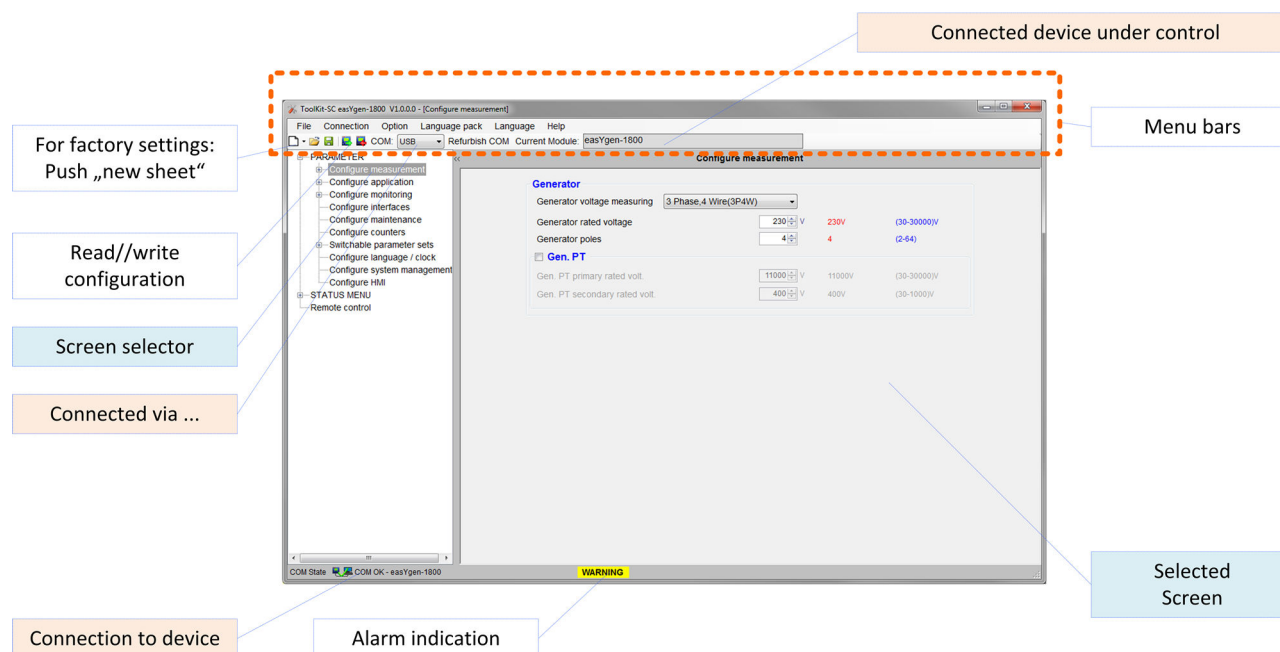 Connected device under control
ToolKit-SC easYgen-1800 V1.0.0.0 - [Configure measurement]
File Connection Option Language pack Language Help
COM: USB Refurbish COM Current Module: easYgen-1800
Menu bars
For factory settings:
Push „new sheet“
PARAMETER
Configure measurement
Configure application
Configure monitoring
Configure interfaces
Configure maintenance
Configure counters
Switchable parameter sets
Configure language / clock
Configure system management
Configure HMI
STATUS MENU
Remote control
Configure measurement
Generator
Generator voltage measuring 3 Phase,4 Wire(3P4W)
Generator rated voltage 230 V 230V (30-30000)V
Generator poles 4 4 (2-64)
Gen. PT
Gen. PT primary rated volt. 11000 V 11000V (30-30000)V
Gen. PT secondary rated volt. 400 V 400V (30-1000)V
Read//write
configuration
Screen selector
Connected via ...
COM State COM OK - easYgen-1800 WARNING
Selected
Screen
Connection to device
Alarm indication